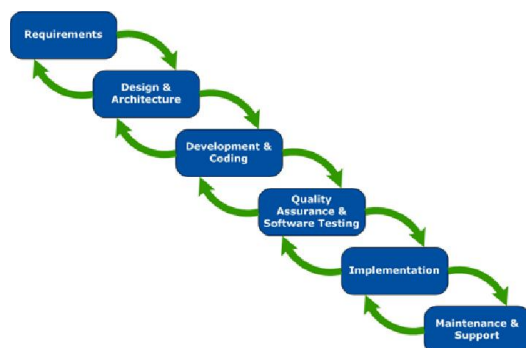 Requirements
Design &
Architecture
Development &
Coding
Quality
Assurance &
Software Testing
Implementation
Maintenance &
Support